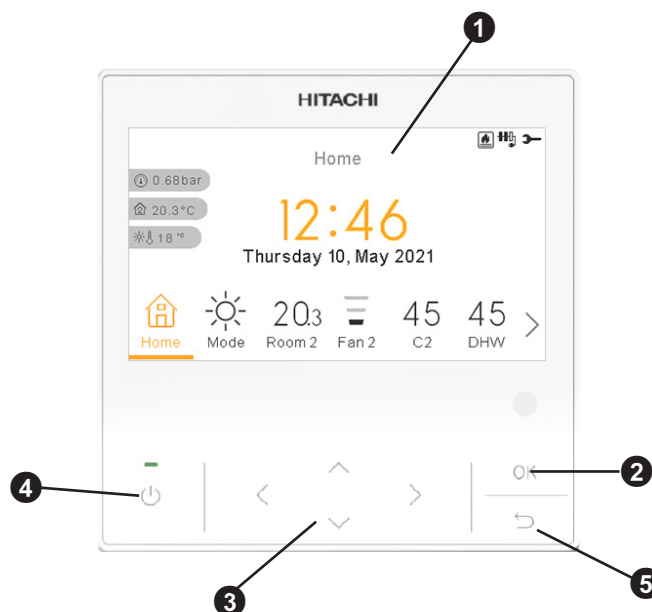 1
HITACHI
Home
0.68bar
20.3°C
18 °C
12:46
Thursday 10, May 2021
20.3 45 45
Home Mode Room 2 Fan 2 C2 DHW
4
OK 2
3
5